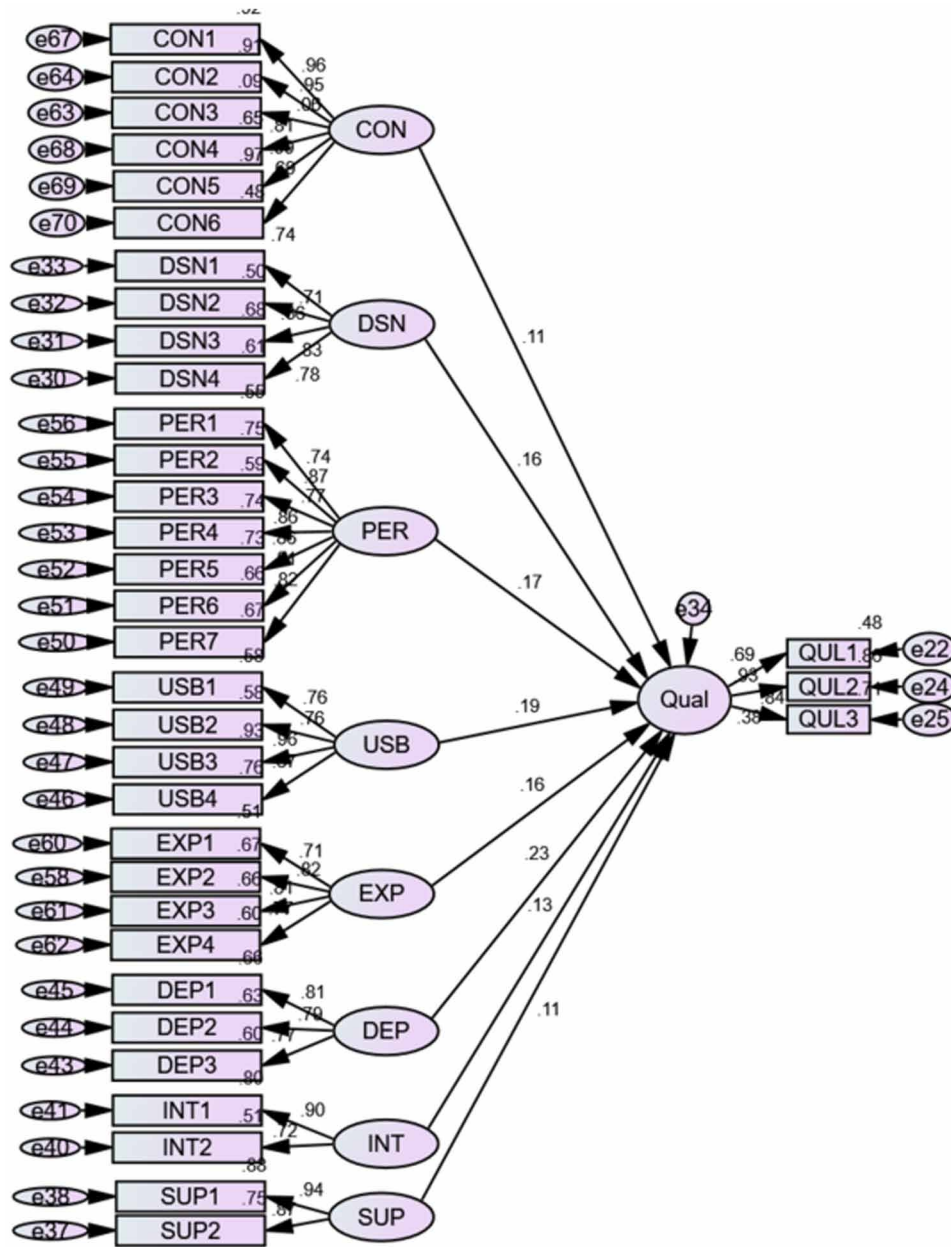 e67 CON1 .91
e64 CON2 .09
e63 CON3 .65
e68 CON4 .97
e69 CON5 .48
e70 CON6
.74
.96
.95
.81
CON
e33 DSN1 .50
e32 DSN2 .68
e31 DSN3 .61
e30 DSN4
.55
.71
.83
.78
DSN
.11
e56 PER1 .75
e55 PER2 .59
e54 PER3 .74
e53 PER4 .73
e52 PER5 .66
e51 PER6 .67
e50 PER7
.58
.74
.87
.77
.86
.82
PER
.16
.17
e49 USB1 .58
e48 USB2 .93
e47 USB3 .76
e46 USB4
.51
.76
.76
.96
USB
.19
e60 EXP1 .67
e58 EXP2 .66
e61 EXP3 .60
e62 EXP4
.66
.71
.82
.81
EXP
.16
e45 DEP1 .63
e44 DEP2 .60
e43 DEP3
.80
.81
.79
.77
DEP
.23
e41 INT1 .51
e40 INT2
.88
.90
.72
INT
.13
e38 SUP1 .75
e37 SUP2
.94
.87
SUP
.11
e34
Qual
.38
.69
.93
.84
.48
QUL1 e22
QUL2 e24
QUL3 e25